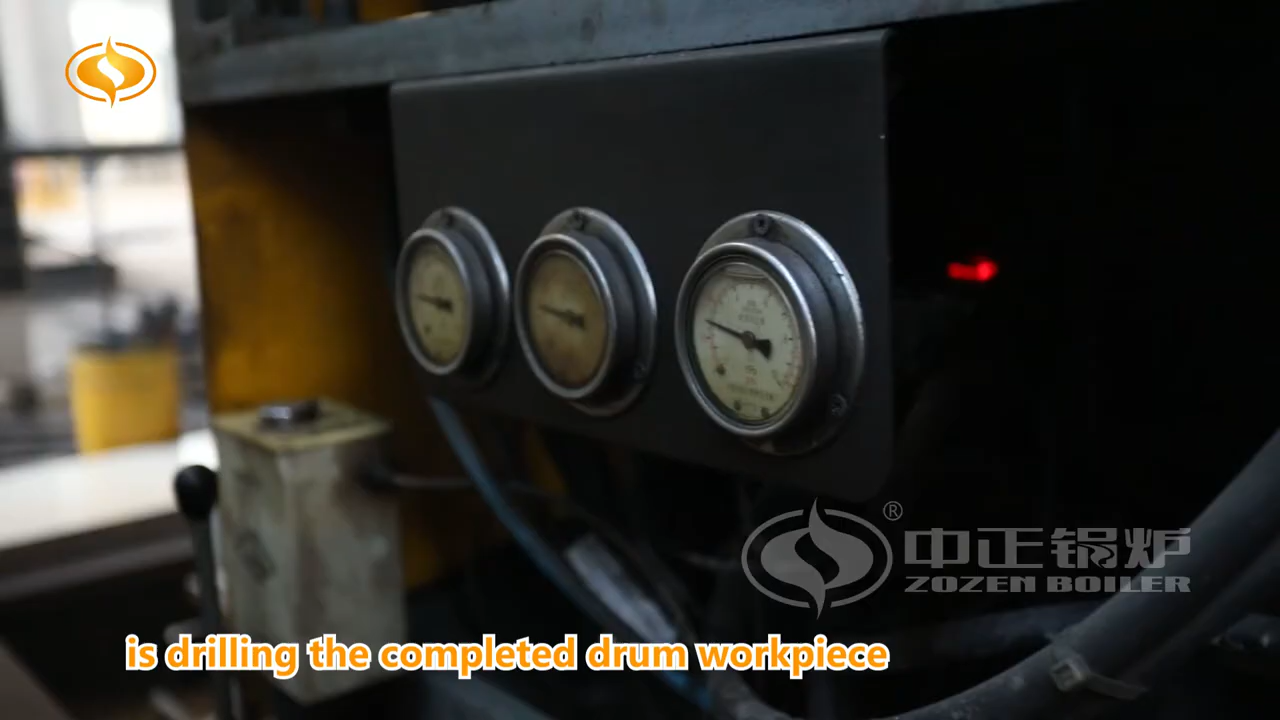 ®
中正锅炉
ZOZEN BOILER
is drilling the completed drum workpiece